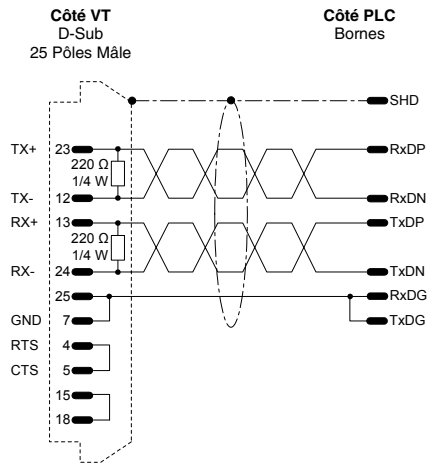 Côté VT
D-Sub
25 Pôles Mâle
Côté PLC
Bornes
SHD
TX+ 23 RxDP
220 Ω
1/4 W
TX- 12 RxDN
RX+ 13 TxDP
220 Ω
1/4 W
RX- 24 TxDN
25 RxDG
GND 7 TxDG
RTS 4
CTS 5
15
18